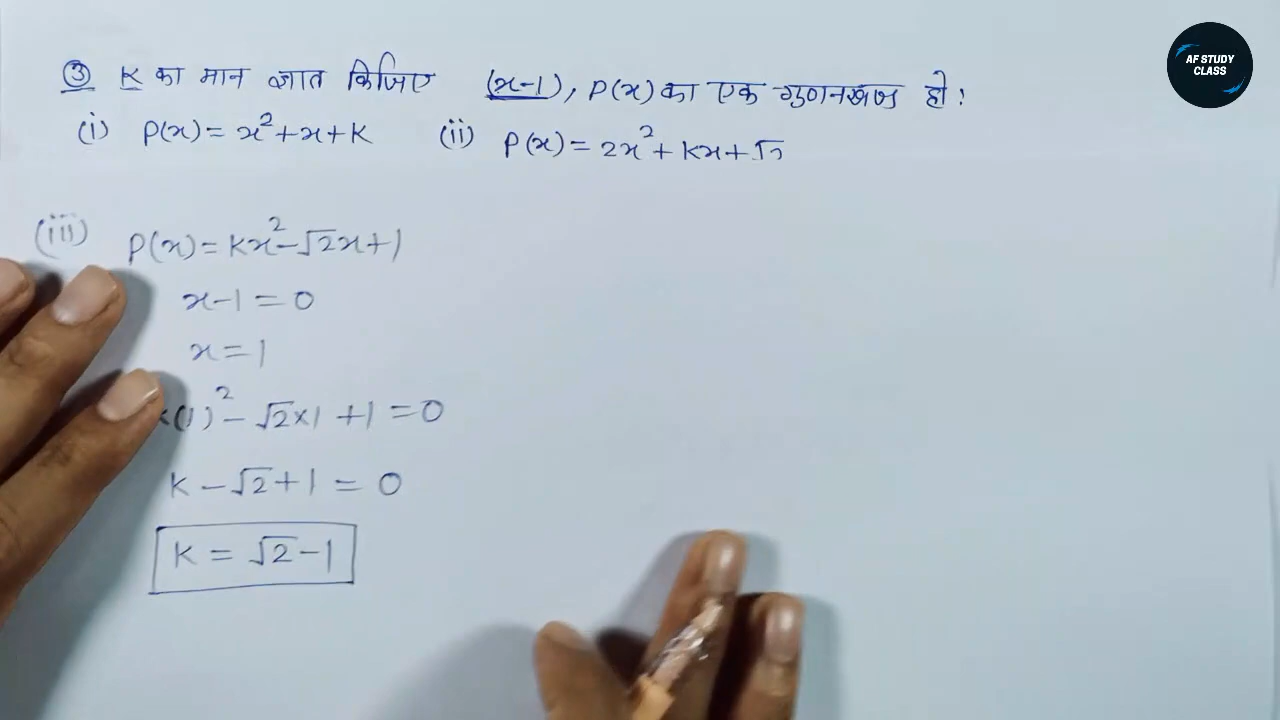 ③ K का मान ज्ञात किजिए (x-1), P(x) का एक गुणनखण्ड हो !
(i) P(x) = x²+x+K (ii) P(x) = 2x²+Kx+√2
(iii) P(x) = Kx²-√2x+1
x-1 = 0
x = 1
(1)² - √2×1 +1 = 0
K - √2+1 = 0
K = √2-1
AF STUDY
CLASS